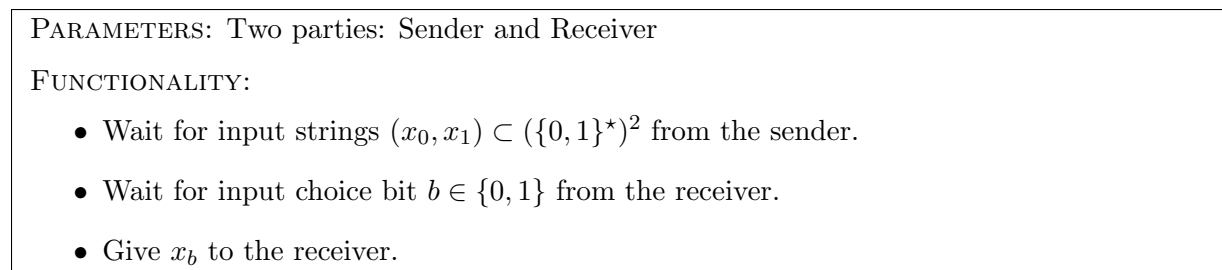 PARAMETERS: Two parties: Sender and Receiver
FUNCTIONALITY:
• Wait for input strings (x₀, x₁) ⊂ ({0, 1}⋆)² from the sender.
• Wait for input choice bit b ∈ {0, 1} from the receiver.
• Give x_b to the receiver.